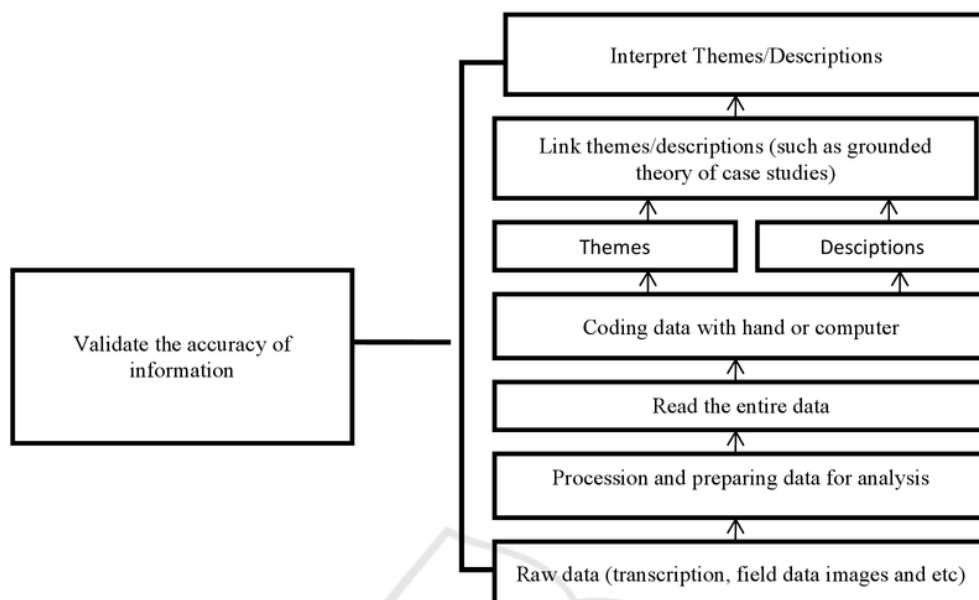 Interpret Themes/Descriptions
Link themes/descriptions (such as grounded
theory of case studies)
Themes
Desciptions
Validate the accuracy of
information
Coding data with hand or computer
Read the entire data
Procession and preparing data for analysis
Raw data (transcription, field data images and etc)